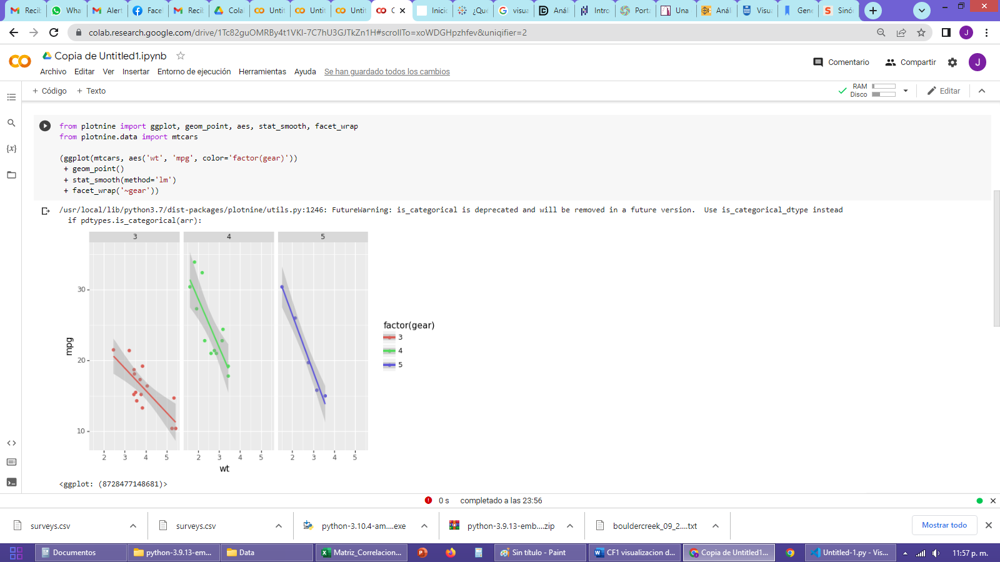 Recib
Wha
Alert
Facel
Recil
Cola
Untit
Untit
Untit
C
Inicio
¿Qué
visua
Anál
Intro
Porta
Una
Anál
Visu
Gene
Sinó
colab.research.google.com/drive/1Tc82guOMRBy4t1VKI-7C7hU3GJTkZn1H#scrollTo=xoWDGHpzhfev&uniqifier=2
J
Copia de Untitled1.ipynb
Archivo Editar Ver Insertar Entorno de ejecución Herramientas Ayuda Se han guardado todos los cambios
Comentario Compartir J
+ Código + Texto
RAM
Disco
Editar
from plotnine import ggplot, geom_point, aes, stat_smooth, facet_wrap
from plotnine.data import mtcars
(ggplot(mtcars, aes('wt', 'mpg', color='factor(gear)'))
+ geom_point()
+ stat_smooth(method='lm')
+ facet_wrap('~gear'))
/usr/local/lib/python3.7/dist-packages/plotnine/utils.py:1246: FutureWarning: is_categorical is deprecated and will be removed in a future version. Use is_categorical_dtype instead
if pdtypes.is_categorical(arr):
3 4 5
30
20
10
mpg
2 3 4 5 2 3 4 5 2 3 4 5
wt
factor(gear)
3
4
5
<ggplot: (8728477148681)>
0 s completado a las 23:56
surveys.csv
surveys.csv
python-3.10.4-am....exe
python-3.9.13-emb....zip
bouldercreek_09_2....txt
Mostrar todo
Documentos
python-3.9.13-em...
Data
Matriz_Correlacion...
Sin título - Paint
CF1 visualizacion d...
Copia de Untitled1...
Untitled-1.py - Vis...
11:57 p. m.